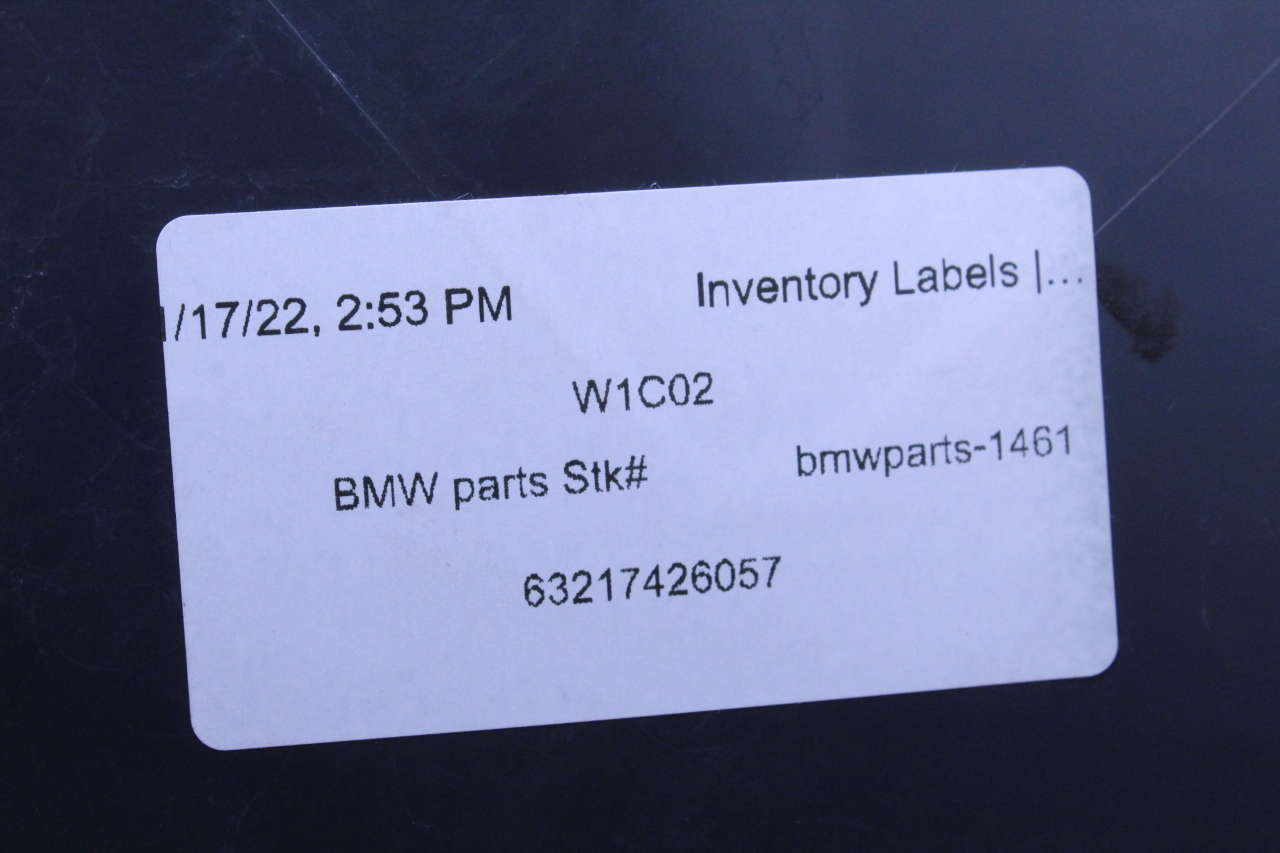 /17/22, 2:53 PM Inventory Labels |...
W1C02
BMW parts Stk# bmwparts-1461
63217426057